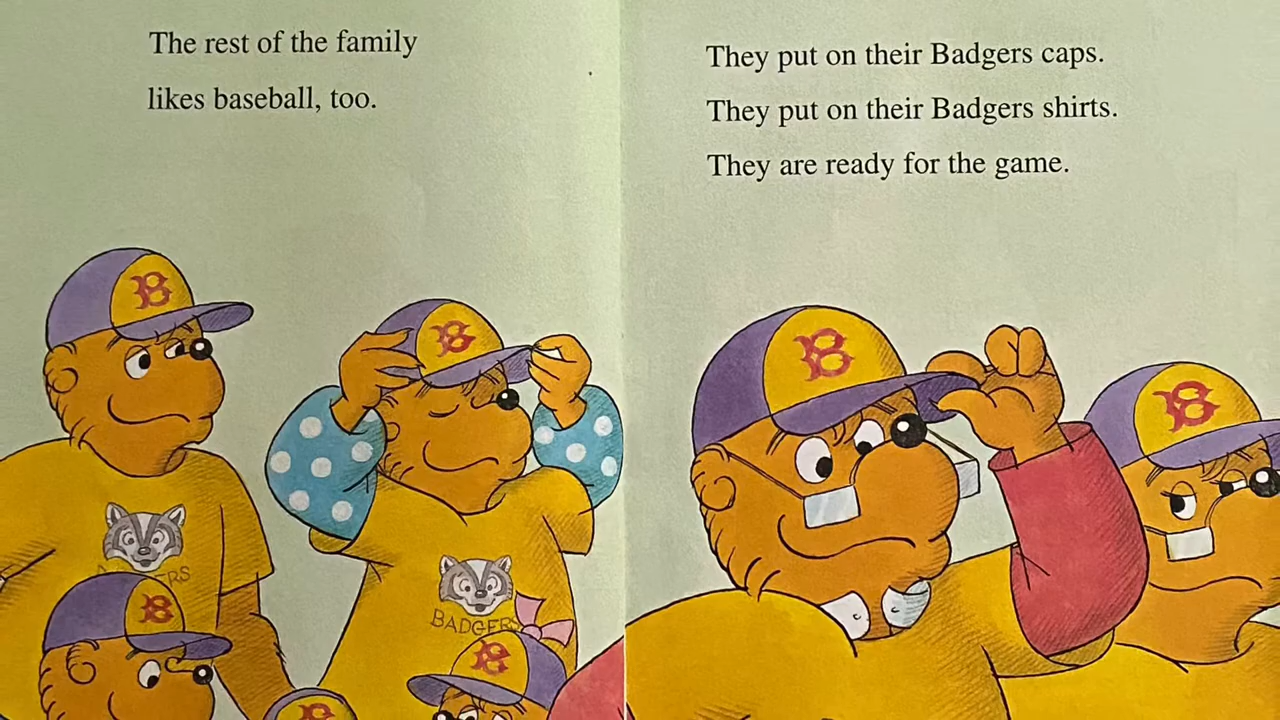 The rest of the family
likes baseball, too.
They put on their Badgers caps.
They put on their Badgers shirts.
They are ready for the game.
B
B
B
B
B
B
BADGERS